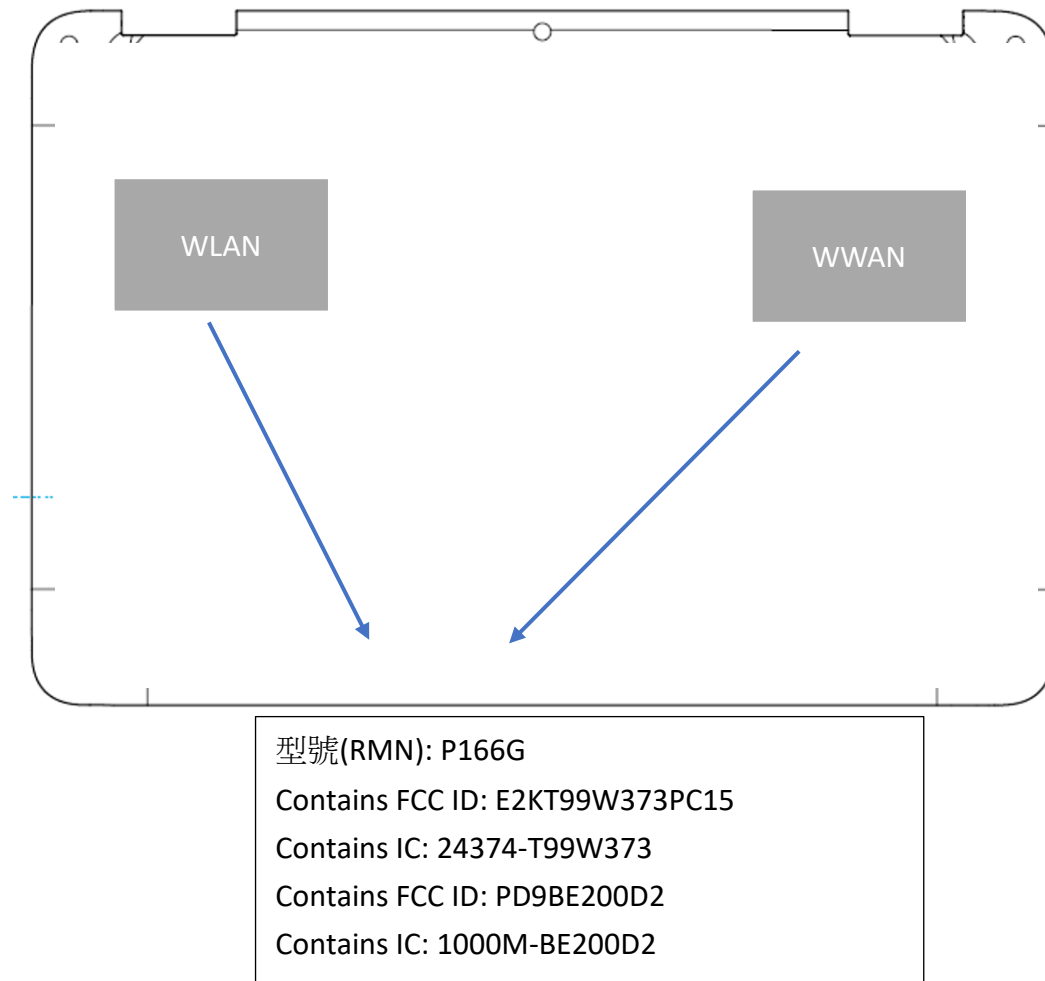 WLAN
WWAN
型號(RMN): P166G
Contains FCC ID: E2KT99W373PC15
Contains IC: 24374-T99W373
Contains FCC ID: PD9BE200D2
Contains IC: 1000M-BE200D2